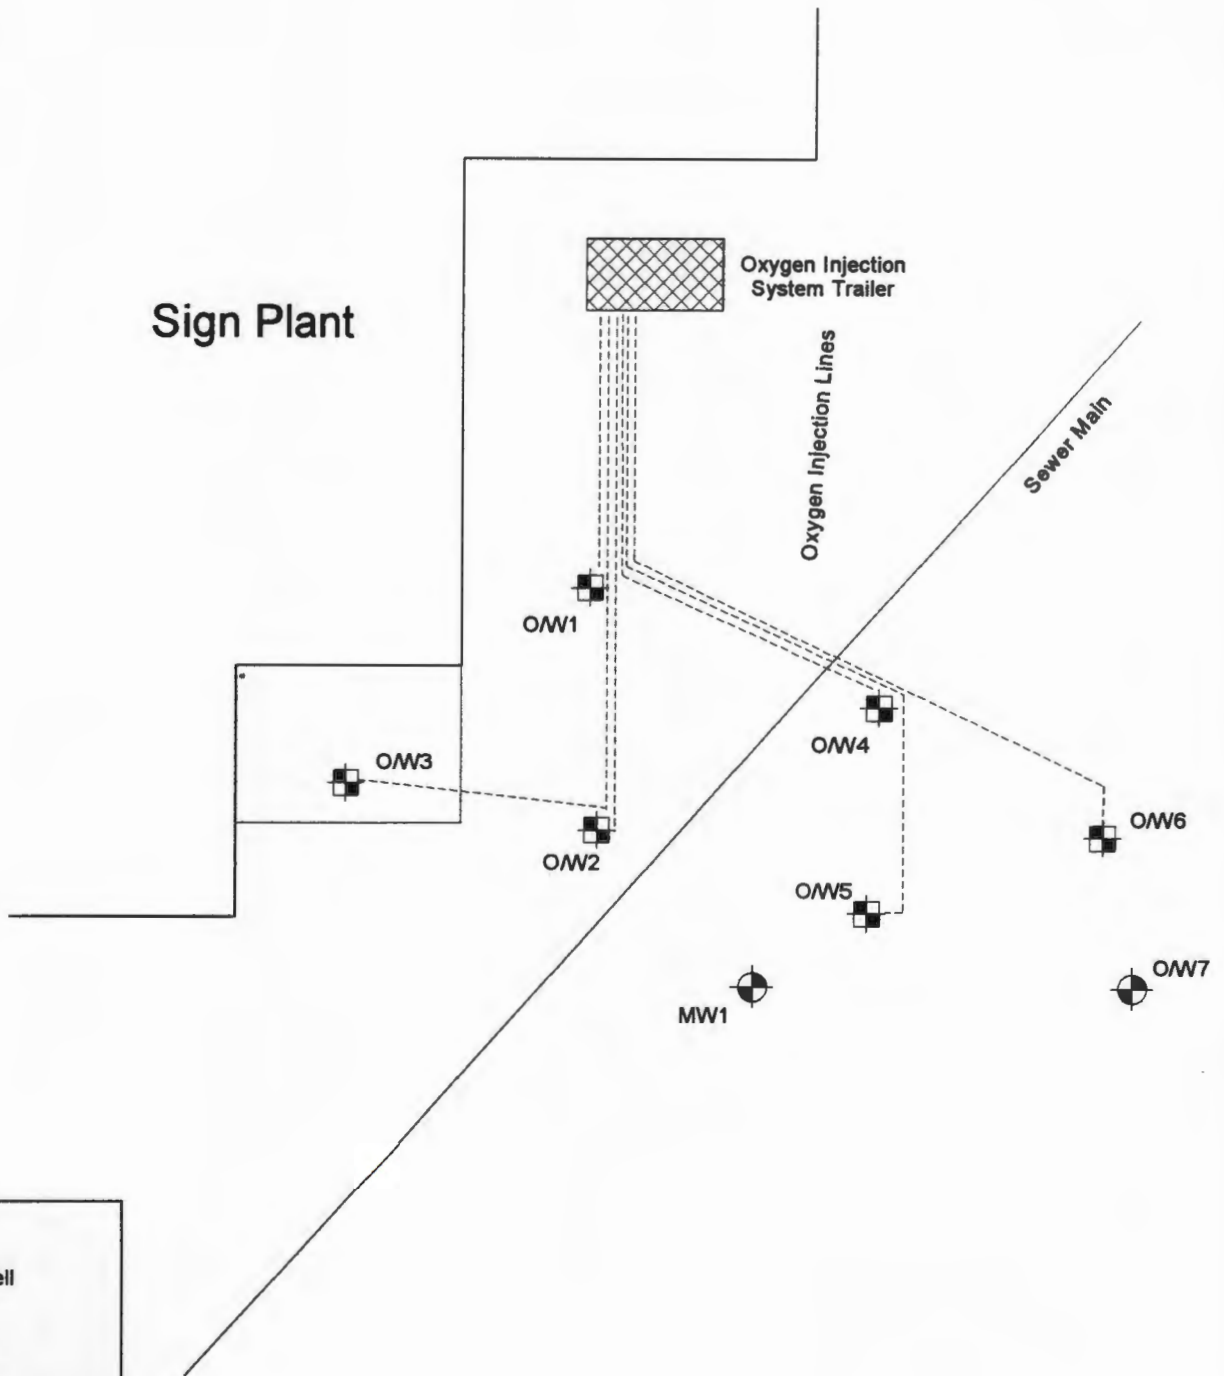 Oxygen Injection
System Trailer
Sign Plant
Oxygen Injection Lines
Sewer Main
O/W1
O/W4
O/W3
O/W6
O/W2
O/W5
O/W7
MW1
ell